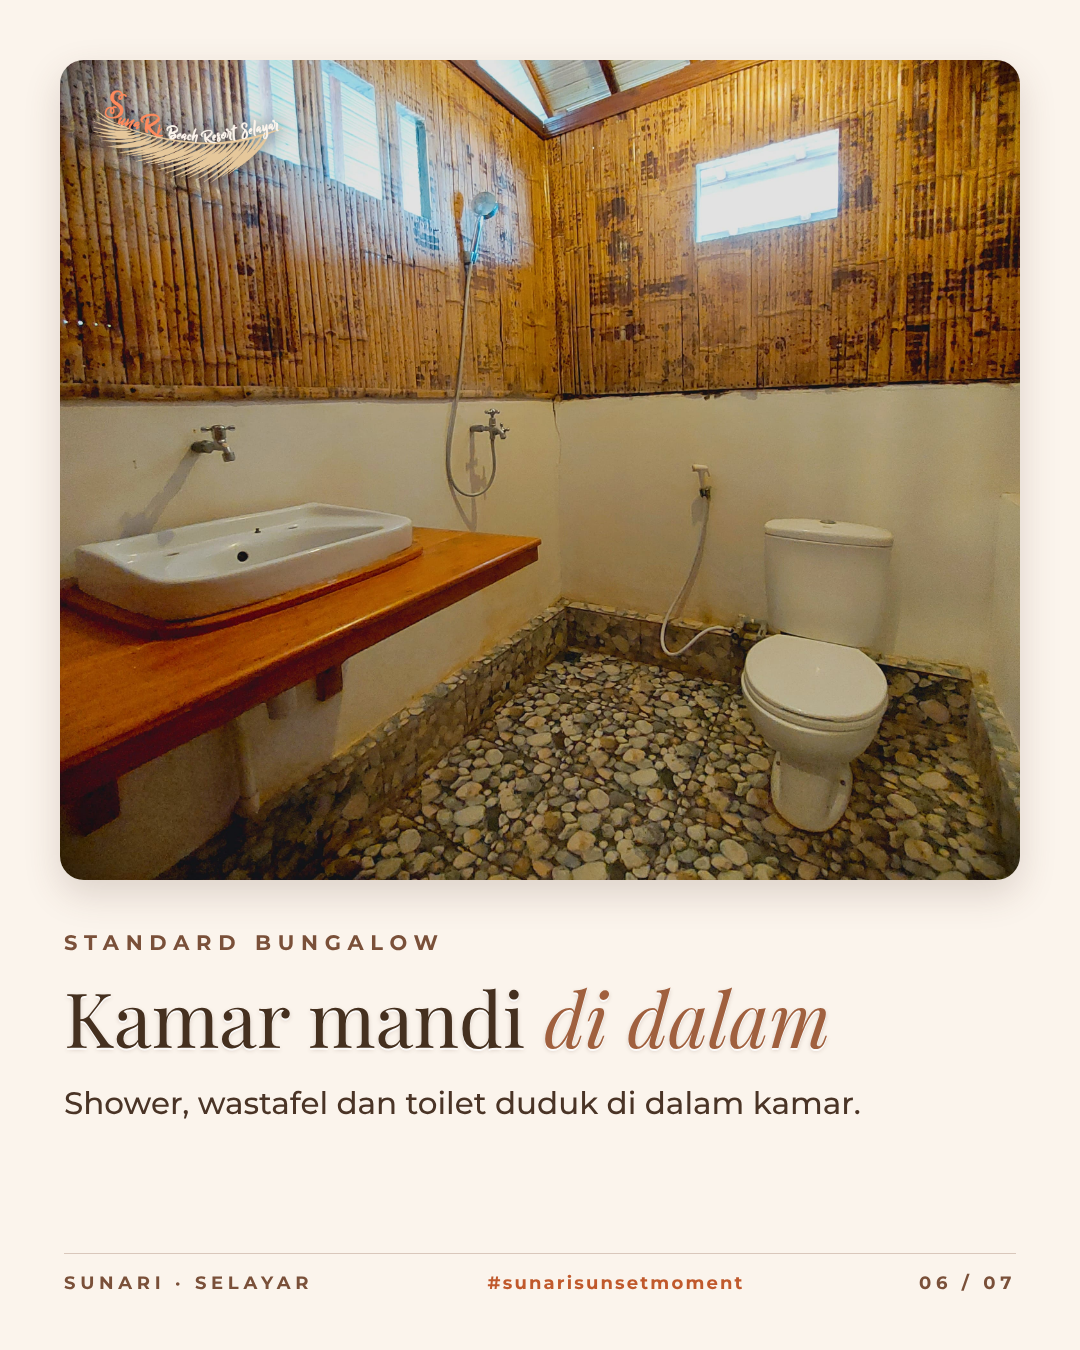 SunaRi Beach Resort Selayar
STANDARD BUNGALOW
Kamar mandi di dalam
Shower, wastafel dan toilet duduk di dalam kamar.
SUNARI · SELAYAR
#sunarisunsetmoment
06 / 07